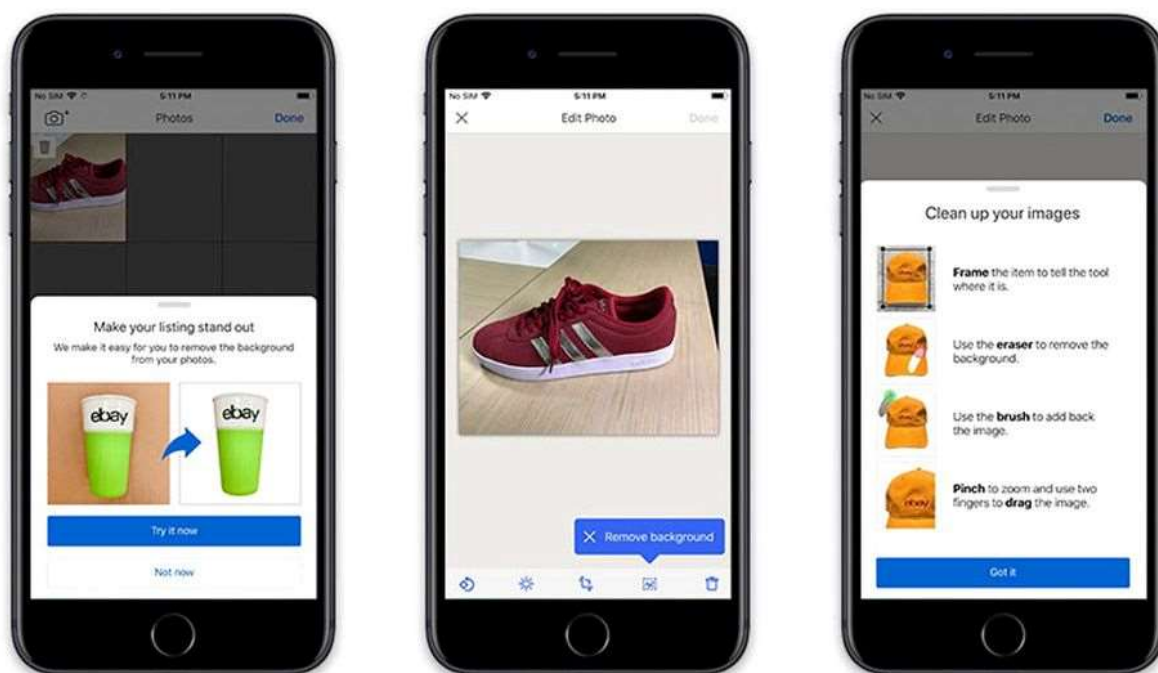 No SIM 5:11 PM
Photos Done
Make your listing stand out
We make it easy for you to remove the background
from your photos.
ebay
ebay
Try it now
Not now
No SIM 5:11 PM
Edit Photo Done
Remove background
No SIM 5:11 PM
Edit Photo Done
Clean up your images
Frame the item to tell the tool
where it is.
Use the eraser to remove the
background.
Use the brush to add back
the image.
ebay
Pinch to zoom and use two
fingers to drag the image.
Got it